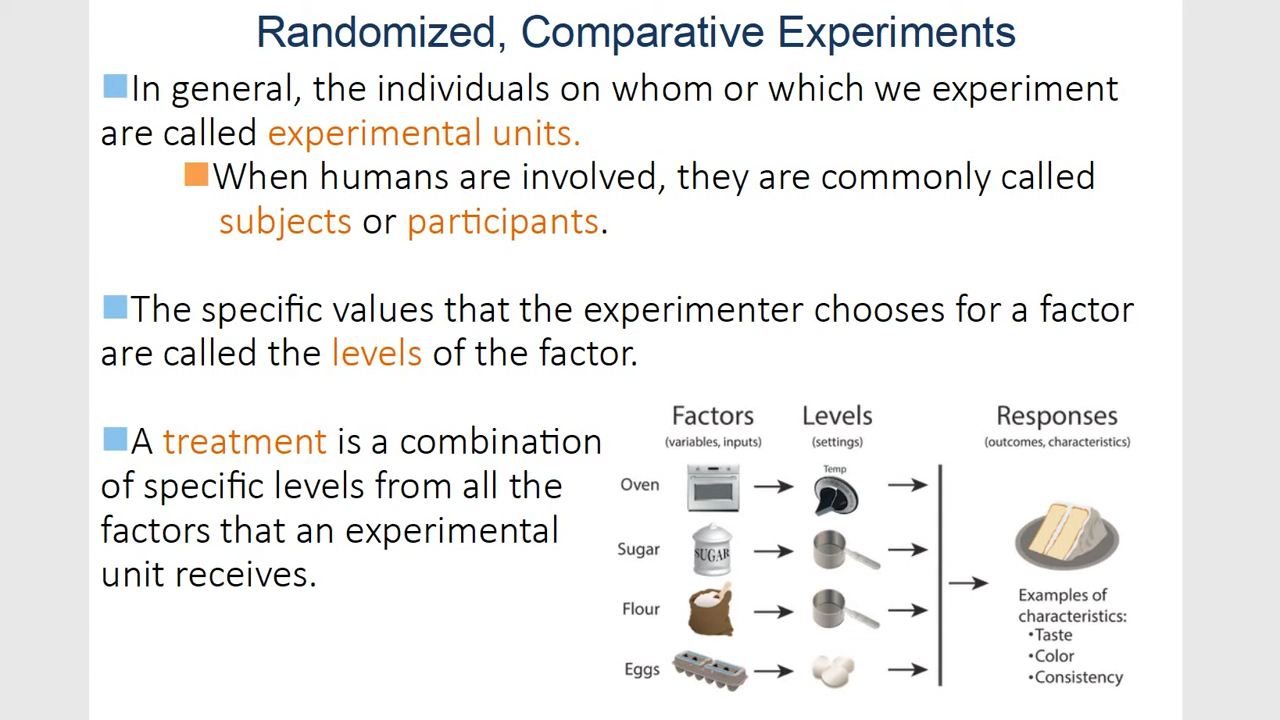 Randomized, Comparative Experiments
In general, the individuals on whom or which we experiment
are called experimental units.
When humans are involved, they are commonly called
subjects or participants.
The specific values that the experimenter chooses for a factor
are called the levels of the factor.
A treatment is a combination
of specific levels from all the
factors that an experimental
unit receives.
Factors
(variables, inputs)
Levels
(settings)
Responses
(outcomes, characteristics)
Oven
Temp
Sugar
SUGAR
Flour
Eggs
Examples of
characteristics:
•Taste
•Color
•Consistency